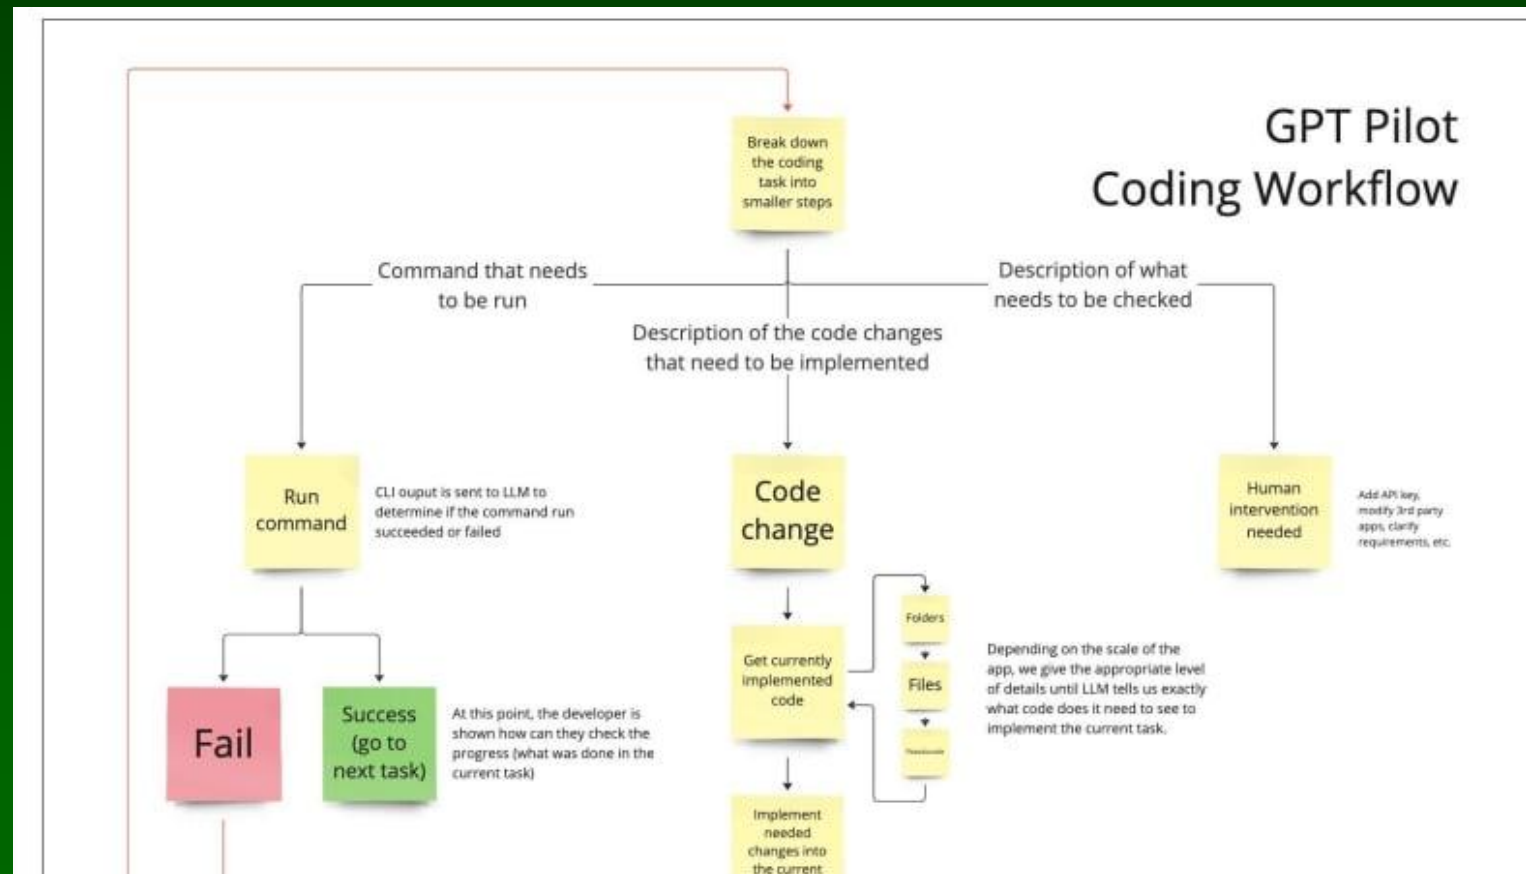 GPT Pilot
Coding Workflow
Break down
the coding
task into
smaller steps
Command that needs
to be run
Description of the code changes
that need to be implemented
Description of what
needs to be checked
Run
command
CLI ouput is sent to LLM to
determine if the command run
succeeded or failed
Code
change
Human
intervention
needed
Add API key,
modify 3rd party
apps, clarify
requirements, etc.
Fail
Success
(go to
next task)
At this point, the developer is
shown how can they check the
progress (what was done in the
current task)
Get currently
implemented
code
Folders
Files
Depending on the scale of the
app, we give the appropriate level
of details until LLM tells us exactly
what code does it need to see to
implement the current task.
Implement
needed
changes into
the current